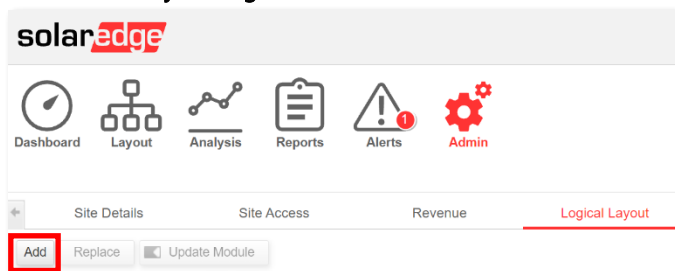 solaredge
Dashboard Layout Analysis Reports Alerts 1 Admin
Site Details Site Access Revenue Logical Layout
Add Replace Update Module